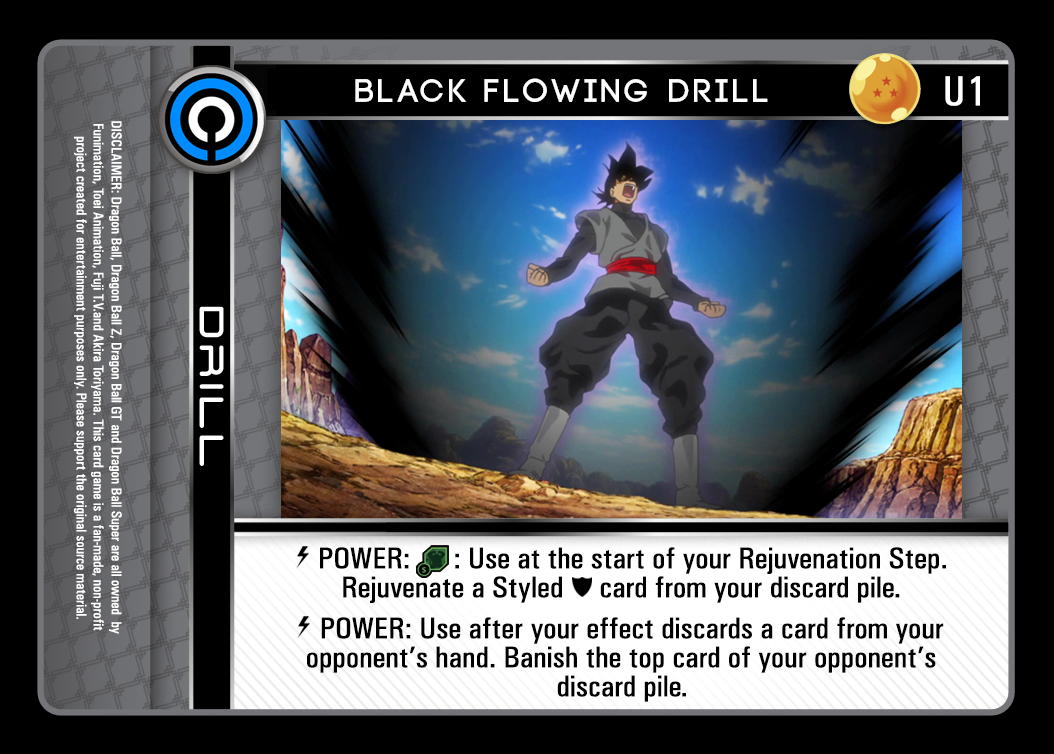 BLACK FLOWING DRILL
U1
DRILL
DISCLAIMER: Dragon Ball, Dragon Ball Z, Dragon Ball GT and Dragon Ball Super are all owned by
Funimation, Toei Animation, Fuji T.V.and Akira Toriyama. This card game is a fan-made, non-profit
project created for entertainment purposes only. Please support the original source material.
POWER: S : Use at the start of your Rejuvenation Step.
Rejuvenate a Styled card from your discard pile.
POWER: Use after your effect discards a card from your
opponent's hand. Banish the top card of your opponent's
discard pile.